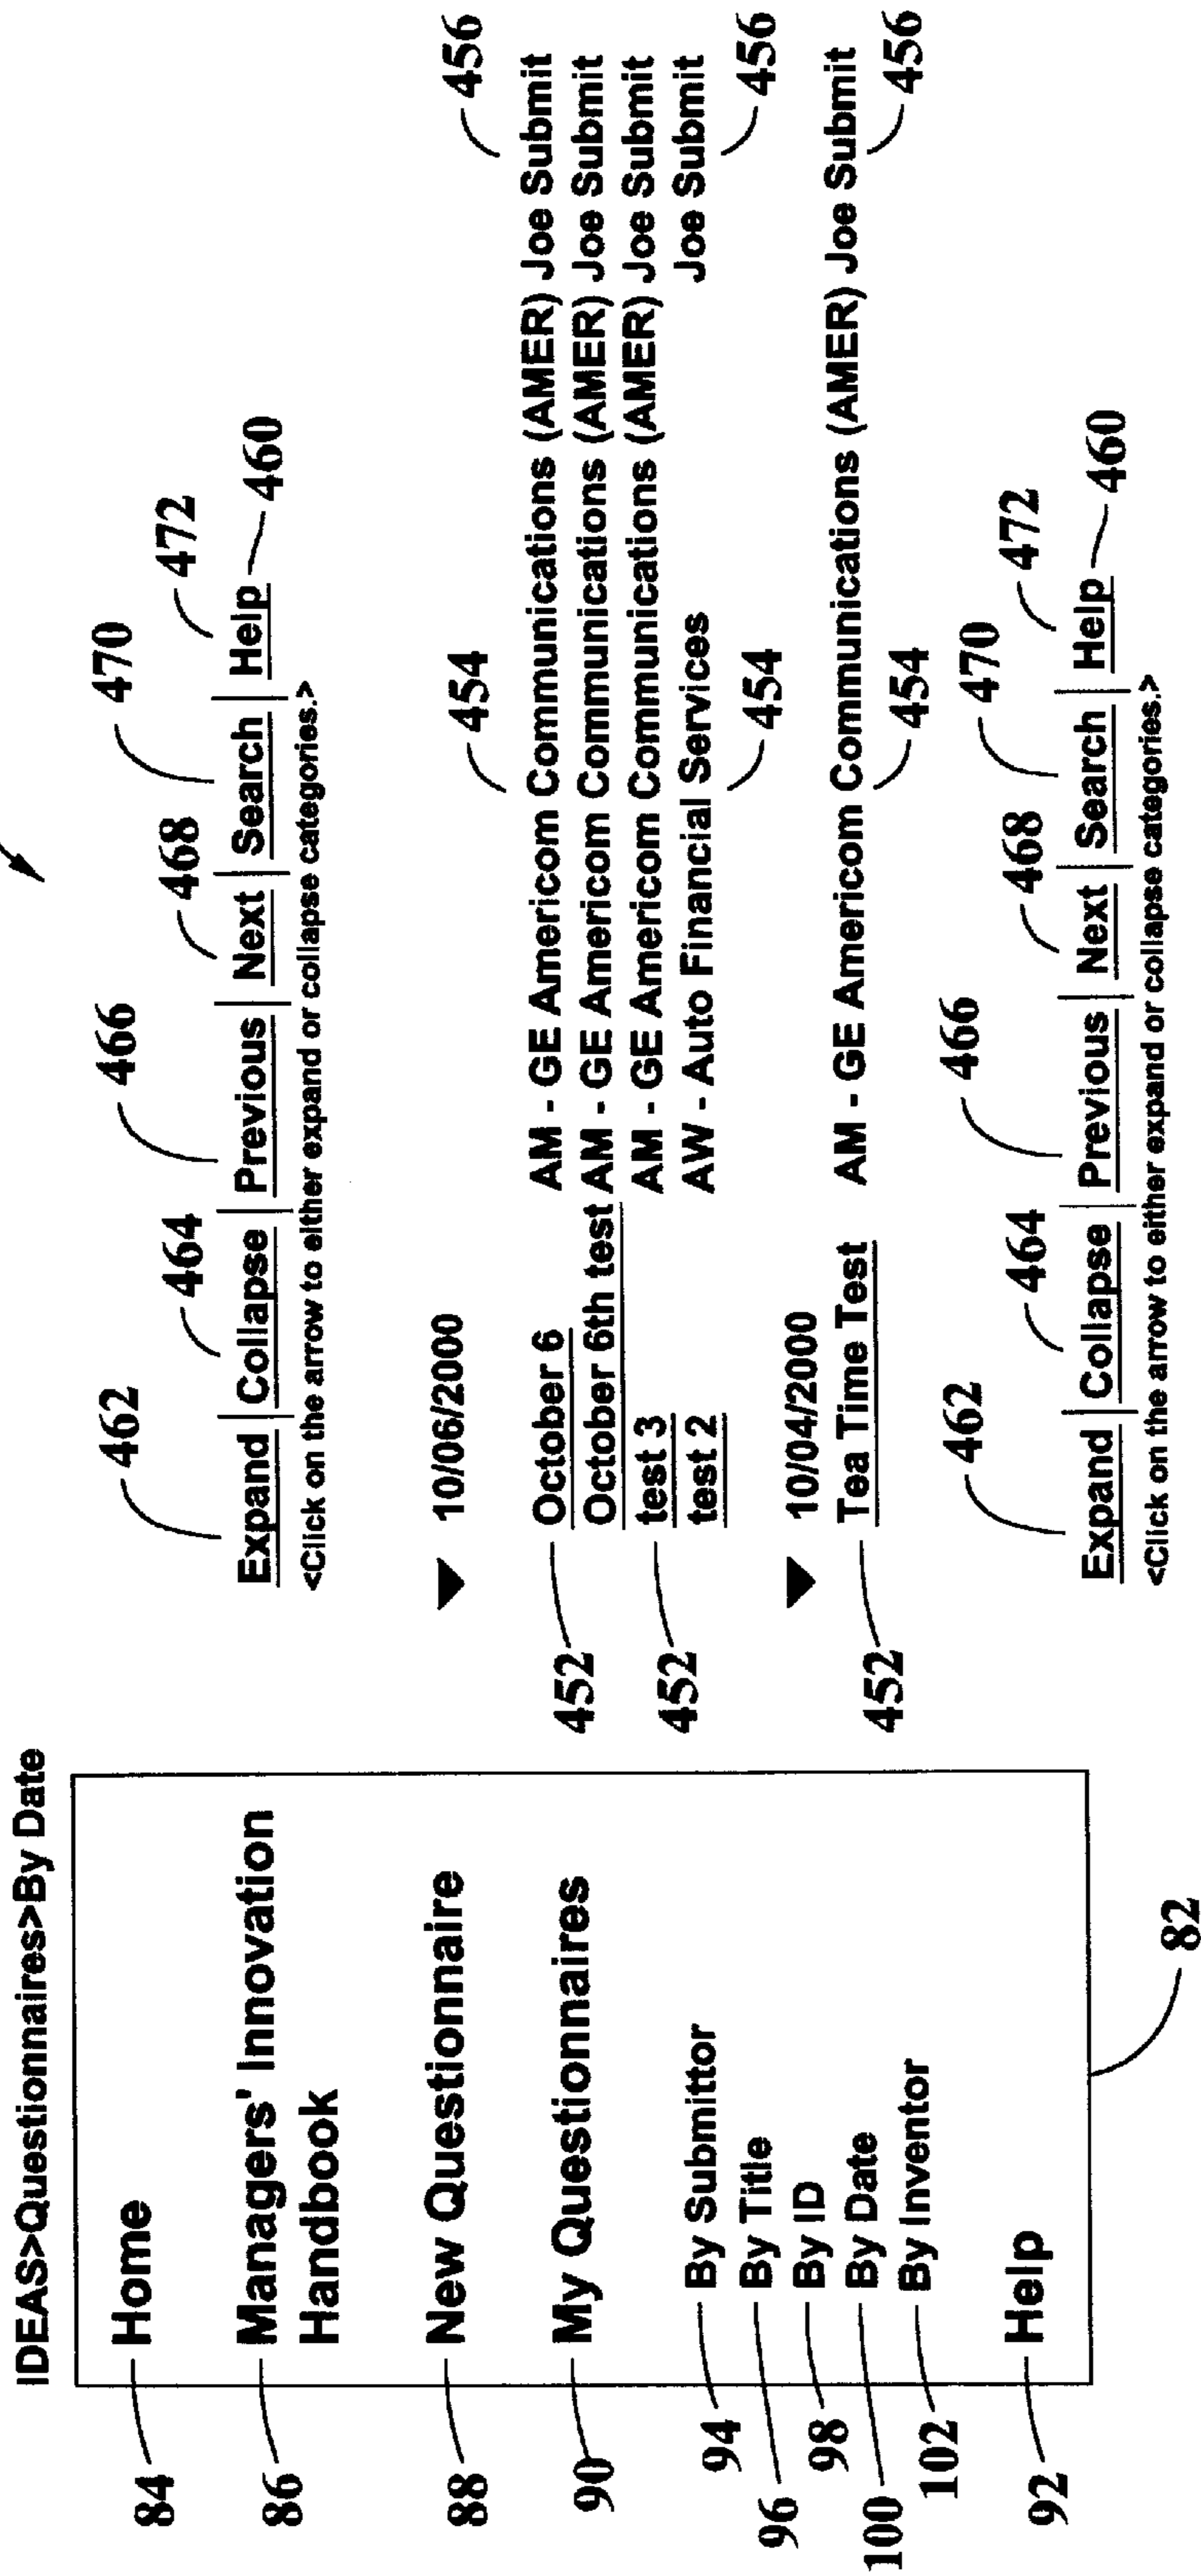 IDEAS>Questionnaires>By Date
84 Home
86 Managers' Innovation
Handbook
88 New Questionnaire
90 My Questionnaires
94 By Submittor
96 By Title
98 By ID
100 By Date
102 By Inventor
92 Help
82
462 464 466 468 470 472
Expand | Collapse | Previous | Next | Search | Help 460
<Click on the arrow to either expand or collapse categories.>
10/06/2000 454 456
452 October 6 AM - GE Americom Communications (AMER) Joe Submit
October 6th test AM - GE Americom Communications (AMER) Joe Submit
452 test 3 AM - GE Americom Communications (AMER) Joe Submit
test 2 AW - Auto Financial Services Joe Submit
454 456
10/04/2000
452 Tea Time Test AM - GE Americom Communications (AMER) Joe Submit
454 456
462 464 466 468 470 472
Expand | Collapse | Previous | Next | Search | Help 460
<Click on the arrow to either expand or collapse categories.>